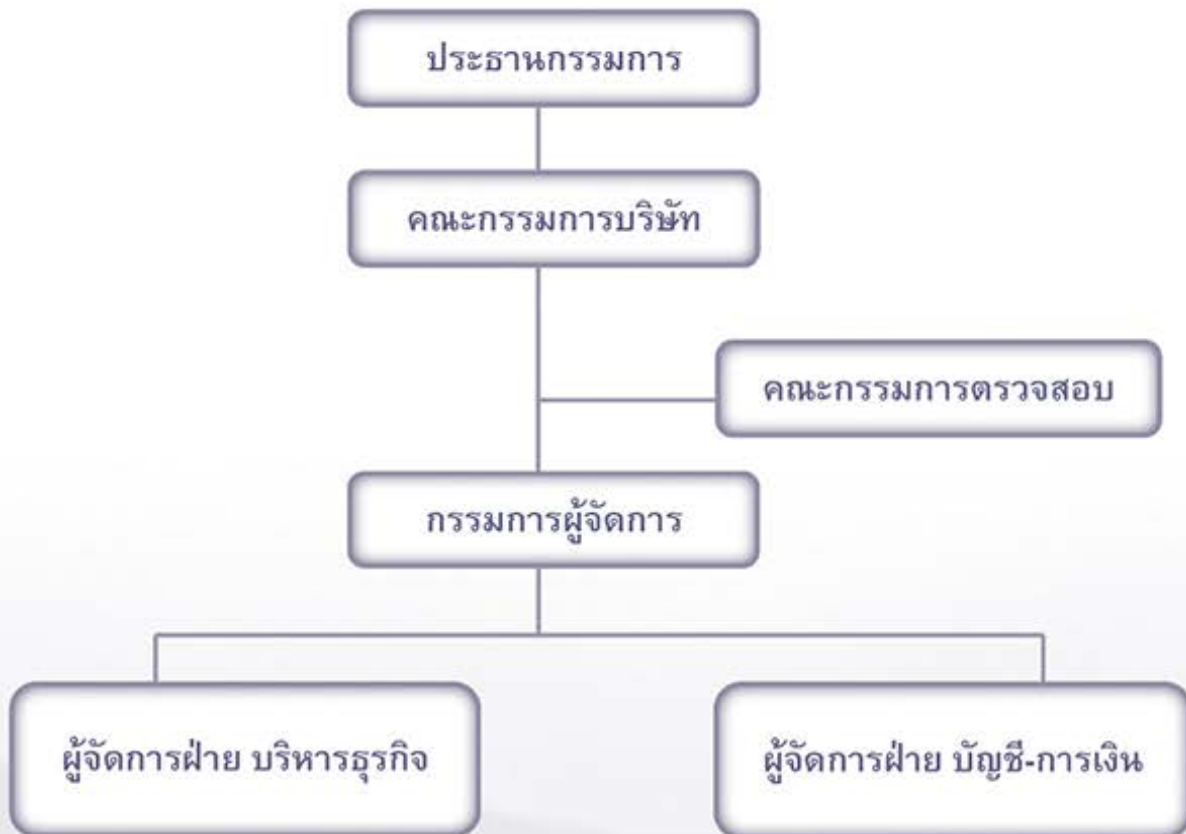 ประธานกรรมการ
คณะกรรมการบริษัท
คณะกรรมการตรวจสอบ
กรรมการผู้จัดการ
ผู้จัดการฝ่าย บริหารธุรกิจ
ผู้จัดการฝ่าย บัญชี-การเงิน